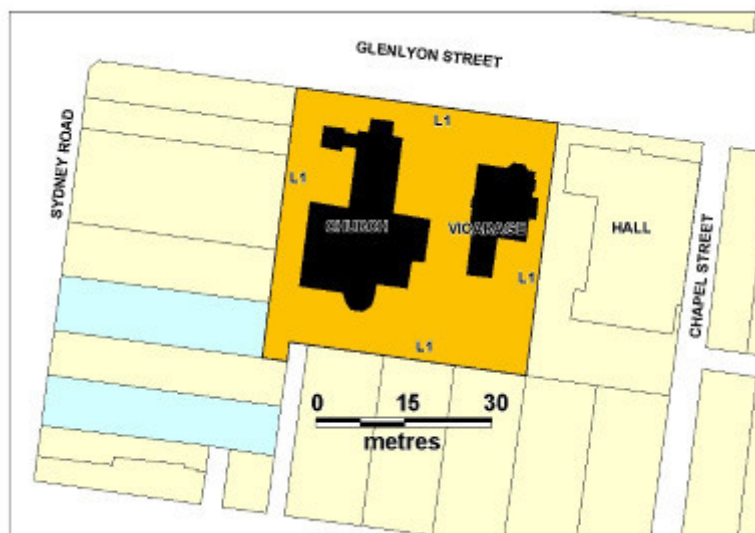 GLENLYON STREET
SYDNEY ROAD
L1
L1
CHURCH
VICARAGE
HALL
CHAPEL STREET
L1
L1
0 15 30
metres